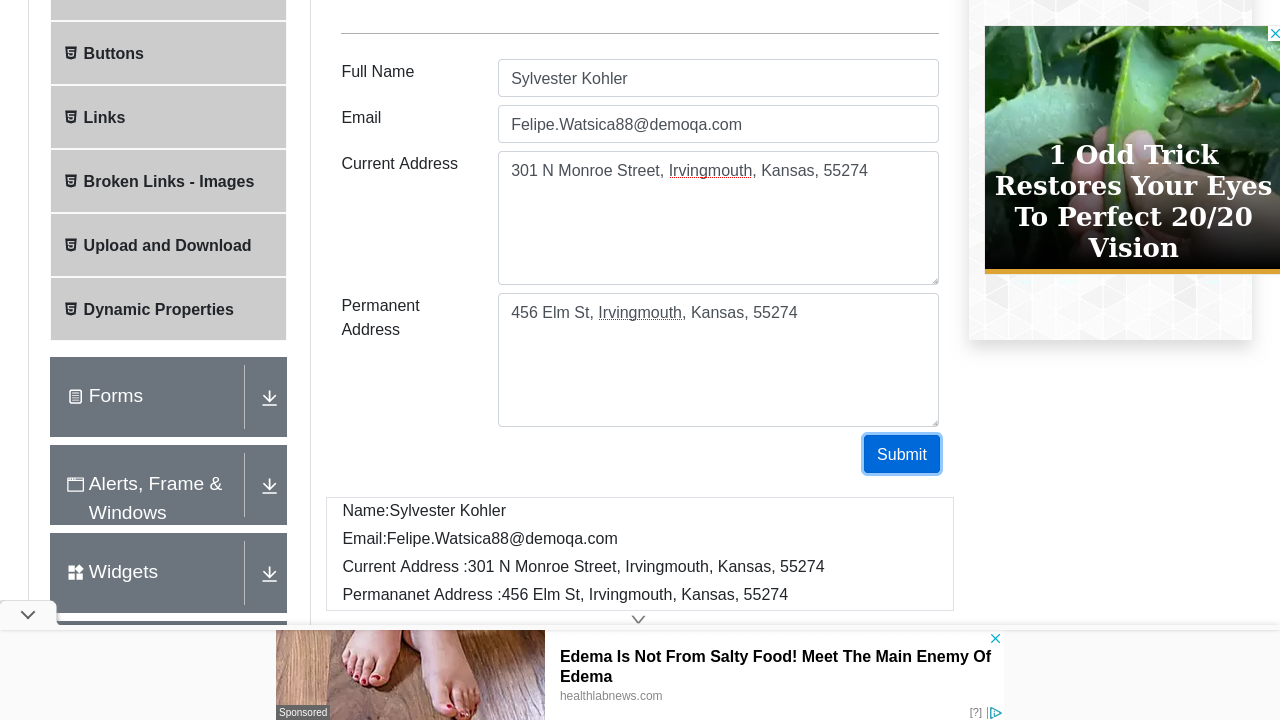 Buttons
Links
Broken Links - Images
Upload and Download
Dynamic Properties
Forms
Alerts, Frame &
Windows
Widgets
Full Name
Sylvester Kohler
Email
Felipe.Watsica88@demoqa.com
Current Address
301 N Monroe Street, Irvingmouth, Kansas, 55274
Permanent
Address
456 Elm St, Irvingmouth, Kansas, 55274
Submit
Name:Sylvester Kohler
Email:Felipe.Watsica88@demoqa.com
Current Address :301 N Monroe Street, Irvingmouth, Kansas, 55274
Permananet Address :456 Elm St, Irvingmouth, Kansas, 55274
1 Odd Trick
Restores Your Eyes
To Perfect 20/20
Vision
Edema Is Not From Salty Food! Meet The Main Enemy Of
Edema
healthlabnews.com
Sponsored
[?]